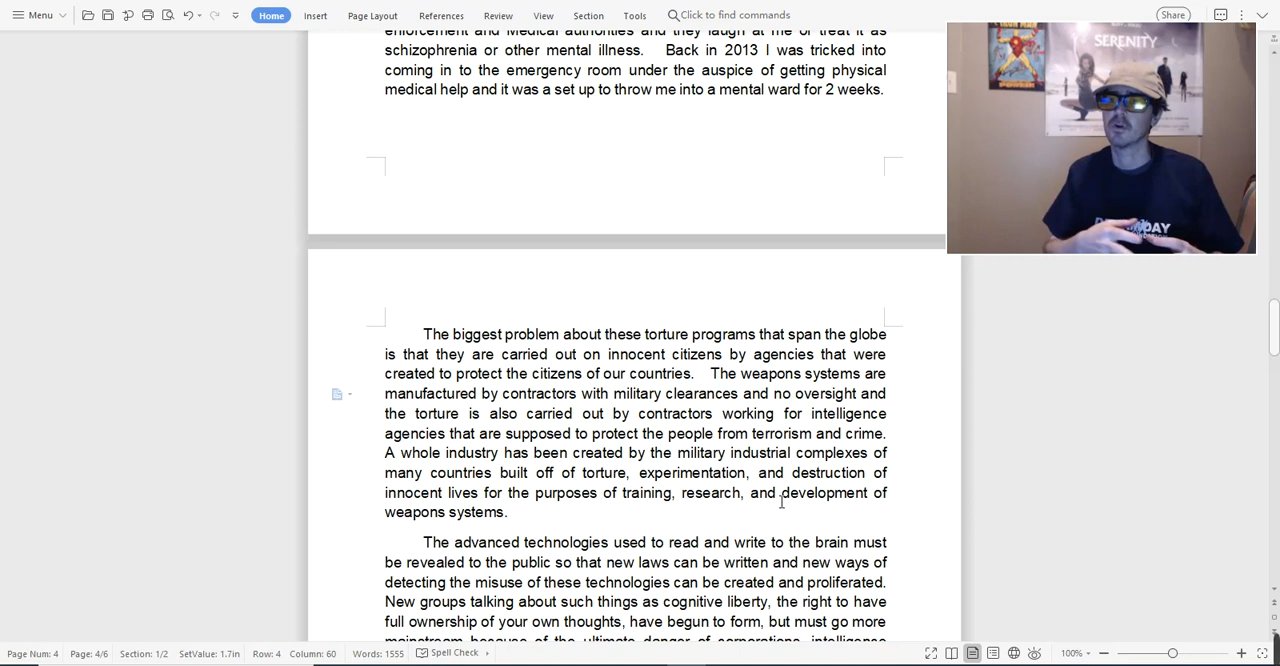 Menu Home Insert Page Layout References Review View Section Tools Click to find commands Share
SERENITY
enforcement and Medical authorities and they laugh at me or treat it as
schizophrenia or other mental illness. Back in 2013 I was tricked into
coming in to the emergency room under the auspice of getting physical
medical help and it was a set up to throw me into a mental ward for 2 weeks.
The biggest problem about these torture programs that span the globe
is that they are carried out on innocent citizens by agencies that were
created to protect the citizens of our countries. The weapons systems are
manufactured by contractors with military clearances and no oversight and
the torture is also carried out by contractors working for intelligence
agencies that are supposed to protect the people from terrorism and crime.
A whole industry has been created by the military industrial complexes of
many countries built off of torture, experimentation, and destruction of
innocent lives for the purposes of training, research, and development of
weapons systems.
The advanced technologies used to read and write to the brain must
be revealed to the public so that new laws can be written and new ways of
detecting the misuse of these technologies can be created and proliferated.
New groups talking about such things as cognitive liberty, the right to have
full ownership of your own thoughts, have begun to form, but must go more
mainstream because of the ultimate danger of corporations, intelligence
Page Num: 4 Page: 4/6 Section: 1/2 SetValue: 1.7in Row: 4 Column: 60 Words: 1555 Spell Check 100%